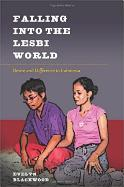 FALLING
INTO THE
LESBI
WORLD
Desire and Difference in Indonesia
EVELYN
BLACKWOOD